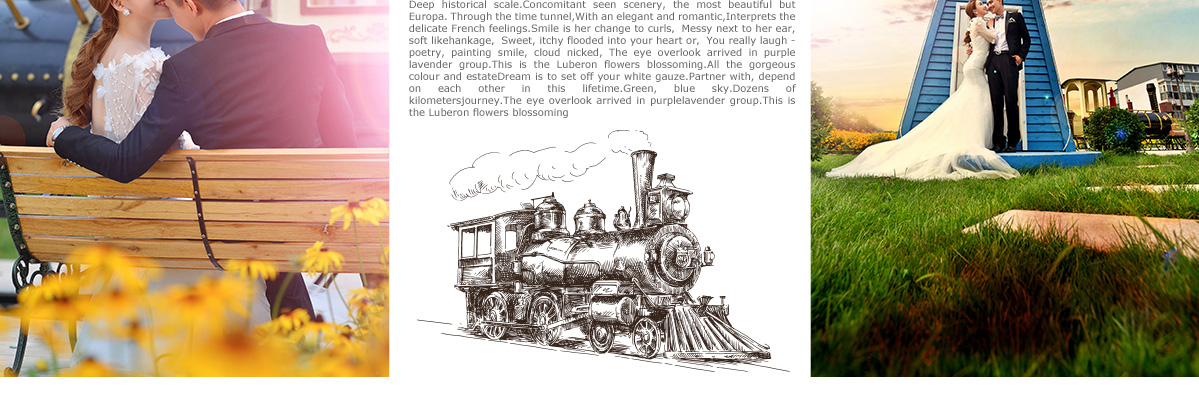 Deep historical scale.Concomitant seen scenery, the most beautiful but
Europa. Through the time tunnel,With an elegant and romantic,Interprets the
delicate French feelings.Smile is her change to curls, Messy next to her ear,
soft likehankage, Sweet, itchy flooded into your heart or, You really laugh -
poetry, painting smile, cloud nicked, The eye overlook arrived in purple
lavender group.This is the Luberon flowers blossoming.All the gorgeous
colour and estateDream is to set off your white gauze.Partner with, depend
on each other in this lifetime.Green, blue sky.Dozens of
kilometersJourney.The eye overlook arrived in purplelavender group.This is
the Luberon flowers blossoming